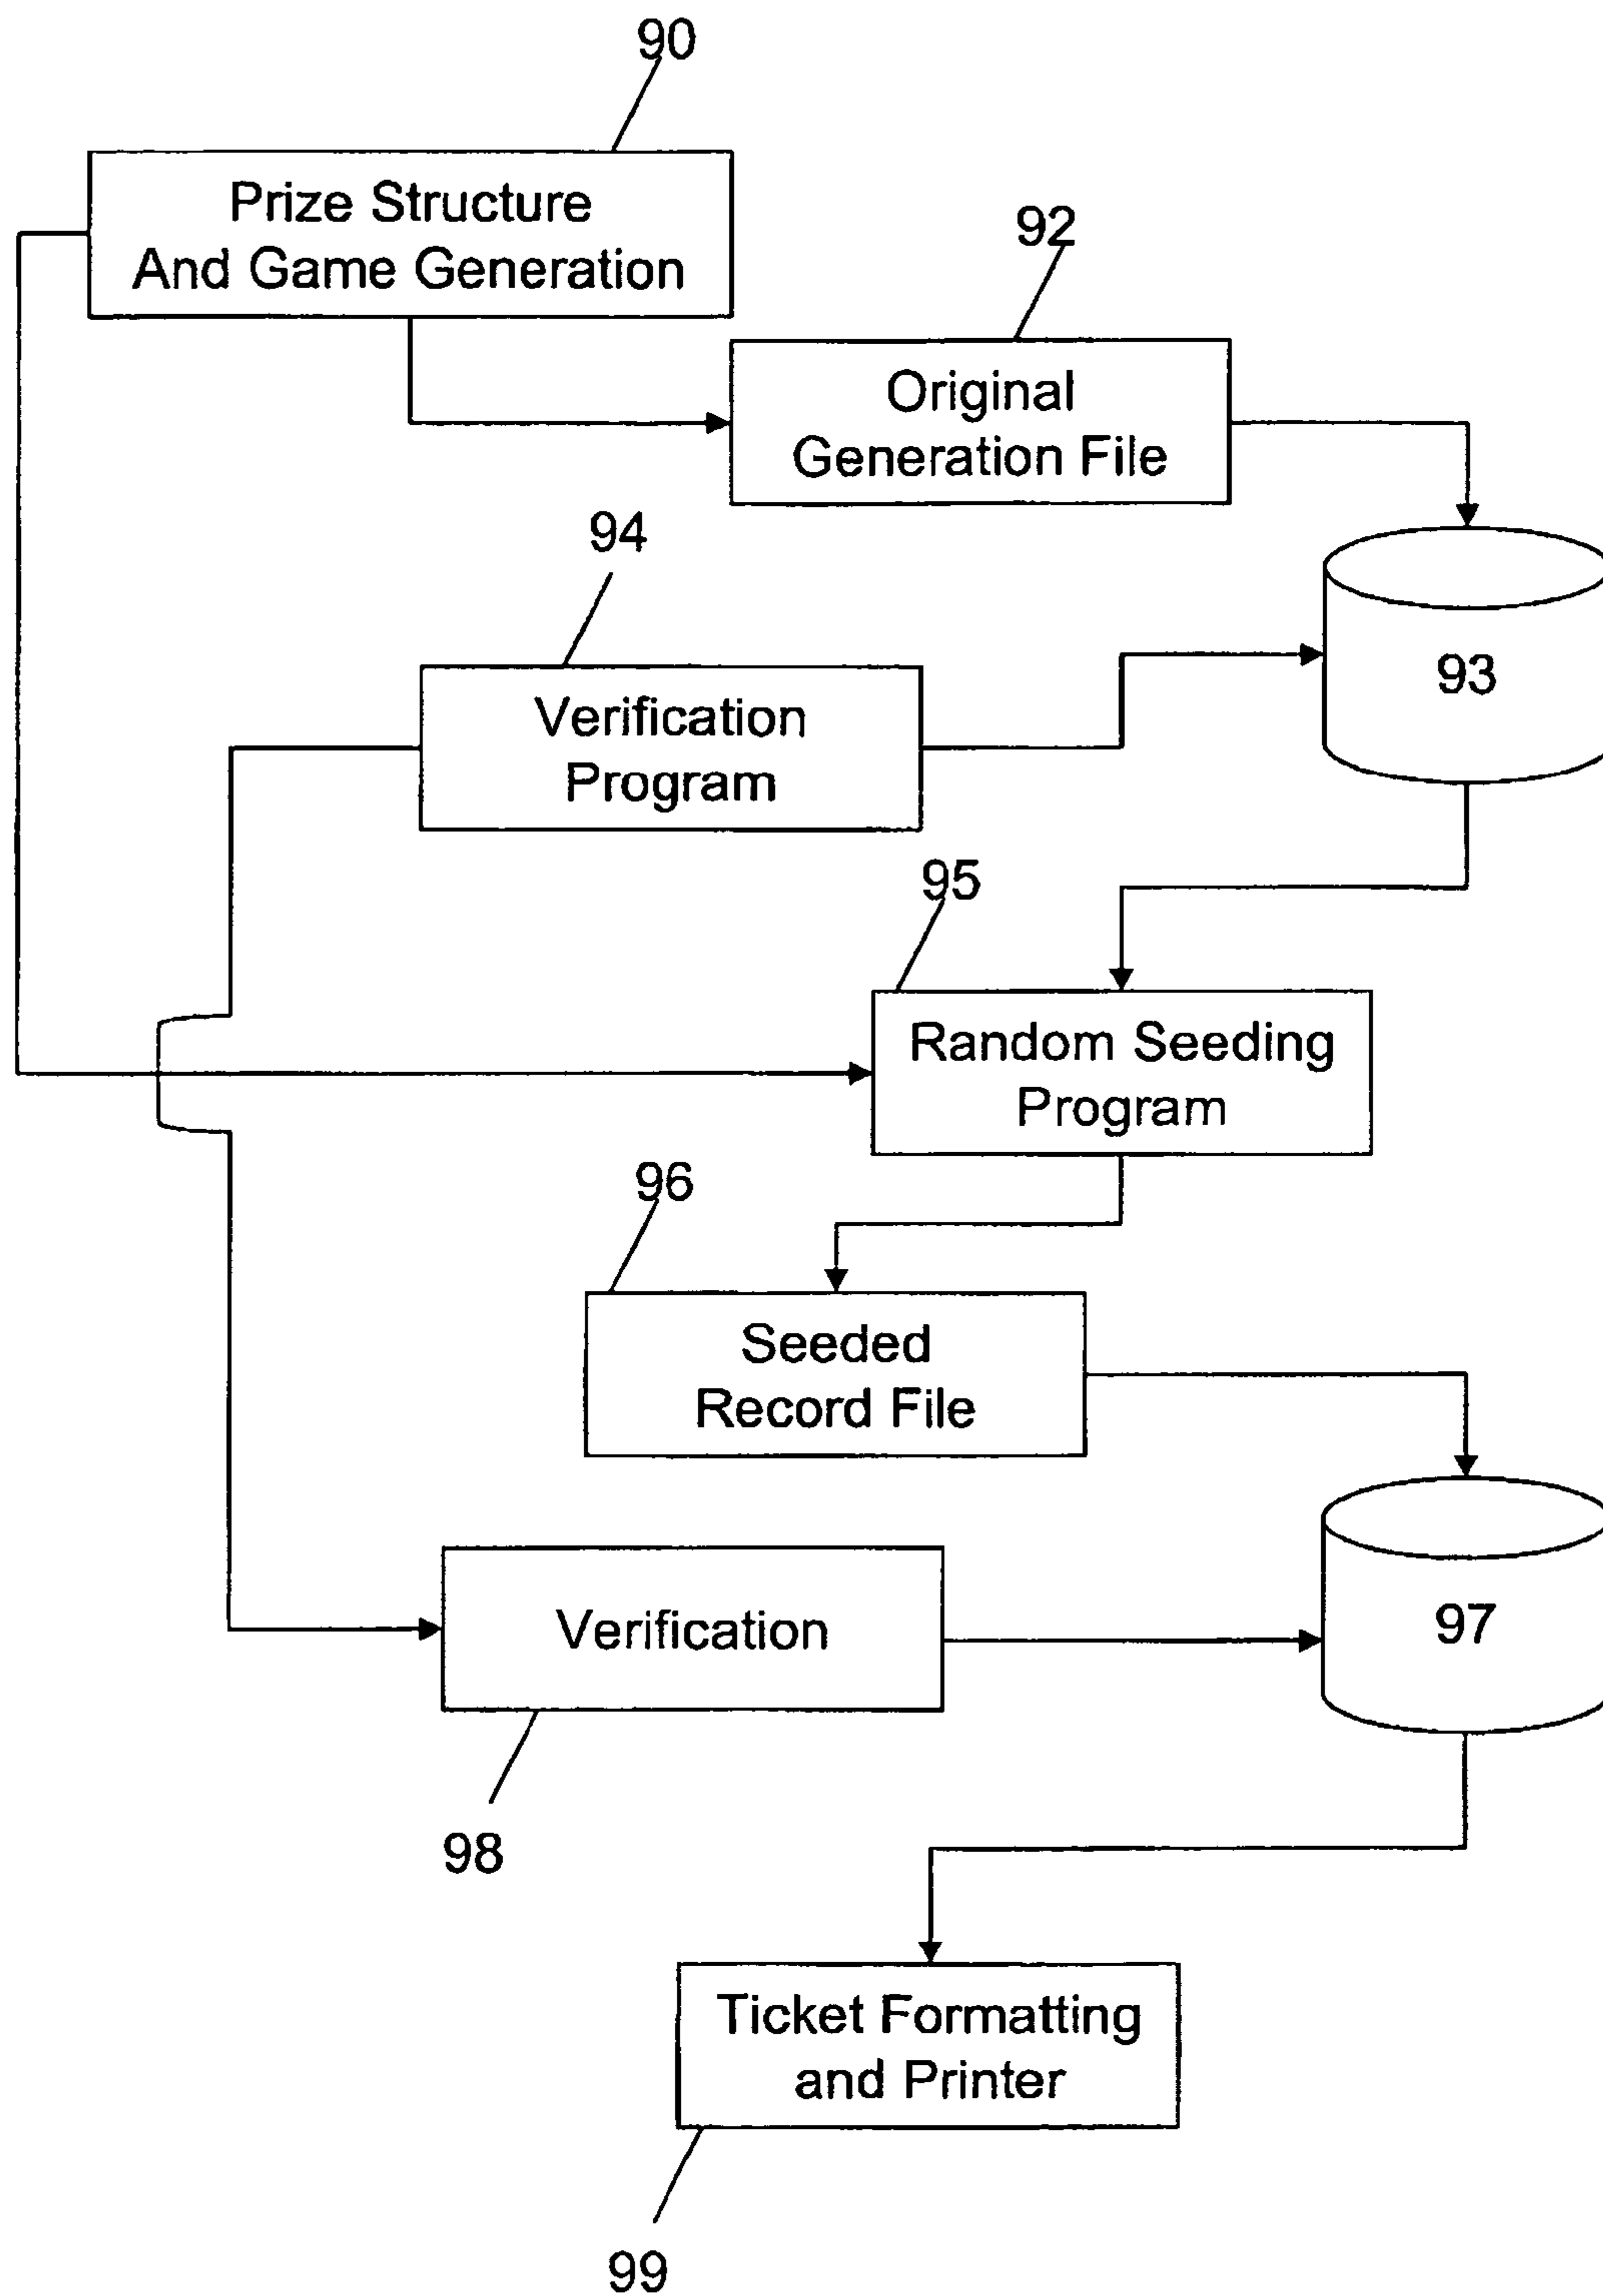 90
Prize Structure
And Game Generation
92
Original
Generation File
94
Verification
Program
93
95
Random Seeding
Program
96
Seeded
Record File
Verification
97
98
Ticket Formatting
and Printer
99